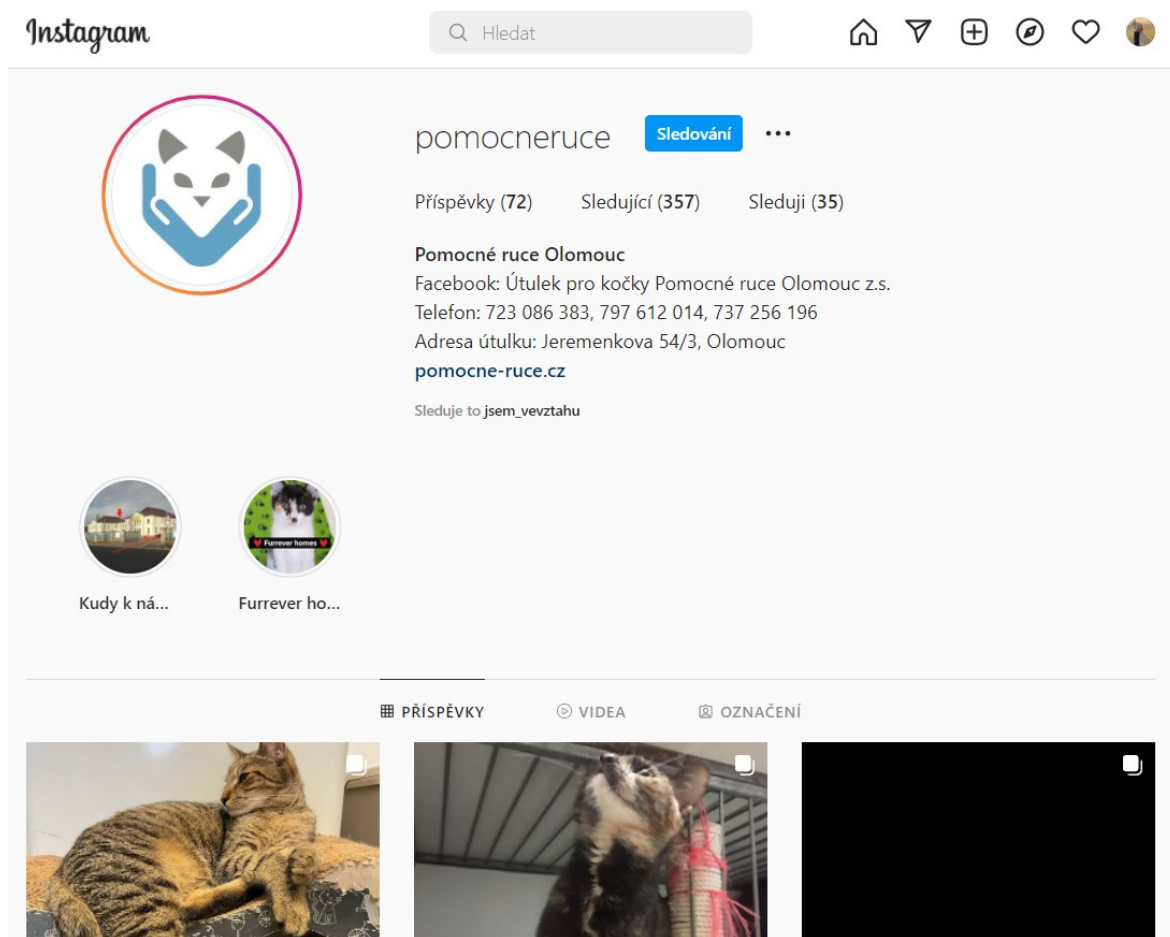 Instagram
Hledat
pomocneruce
Sledování
Příspěvky (72) Sledující (357) Sleduji (35)
Pomocné ruce Olomouc
Facebook: Útulek pro kočky Pomocné ruce Olomouc z.s.
Telefon: 723 086 383, 797 612 014, 737 256 196
Adresa útulku: Jeremenkova 54/3, Olomouc
pomocne-ruce.cz
Sleduje to jsem_vevztahu
Furrever homes
Kudy k ná... Furrever ho...
PŘÍSPĚVKY VIDEA OZNAČENÍ